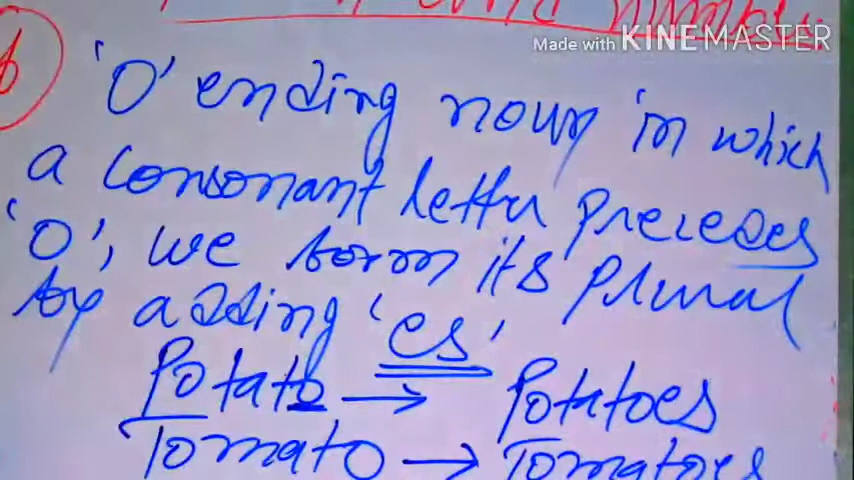 Made with KINEMASTER
'O' ending noun in which
a consonant letter precedes
'O', we form its plural
by adding 'es'
Potato → Potatoes
Tomato → Tomatoes